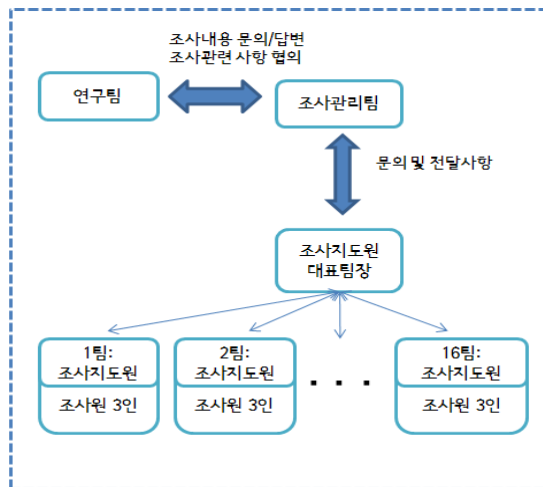 조사내용 문의/답변
조사관련 사항 협의
연구팀
조사관리팀
문의 및 전달사항
조사지도원
대표팀장
1팀:
조사지도원
조사원 3인
2팀:
조사지도원
조사원 3인
16팀:
조사지도원
조사원 3인